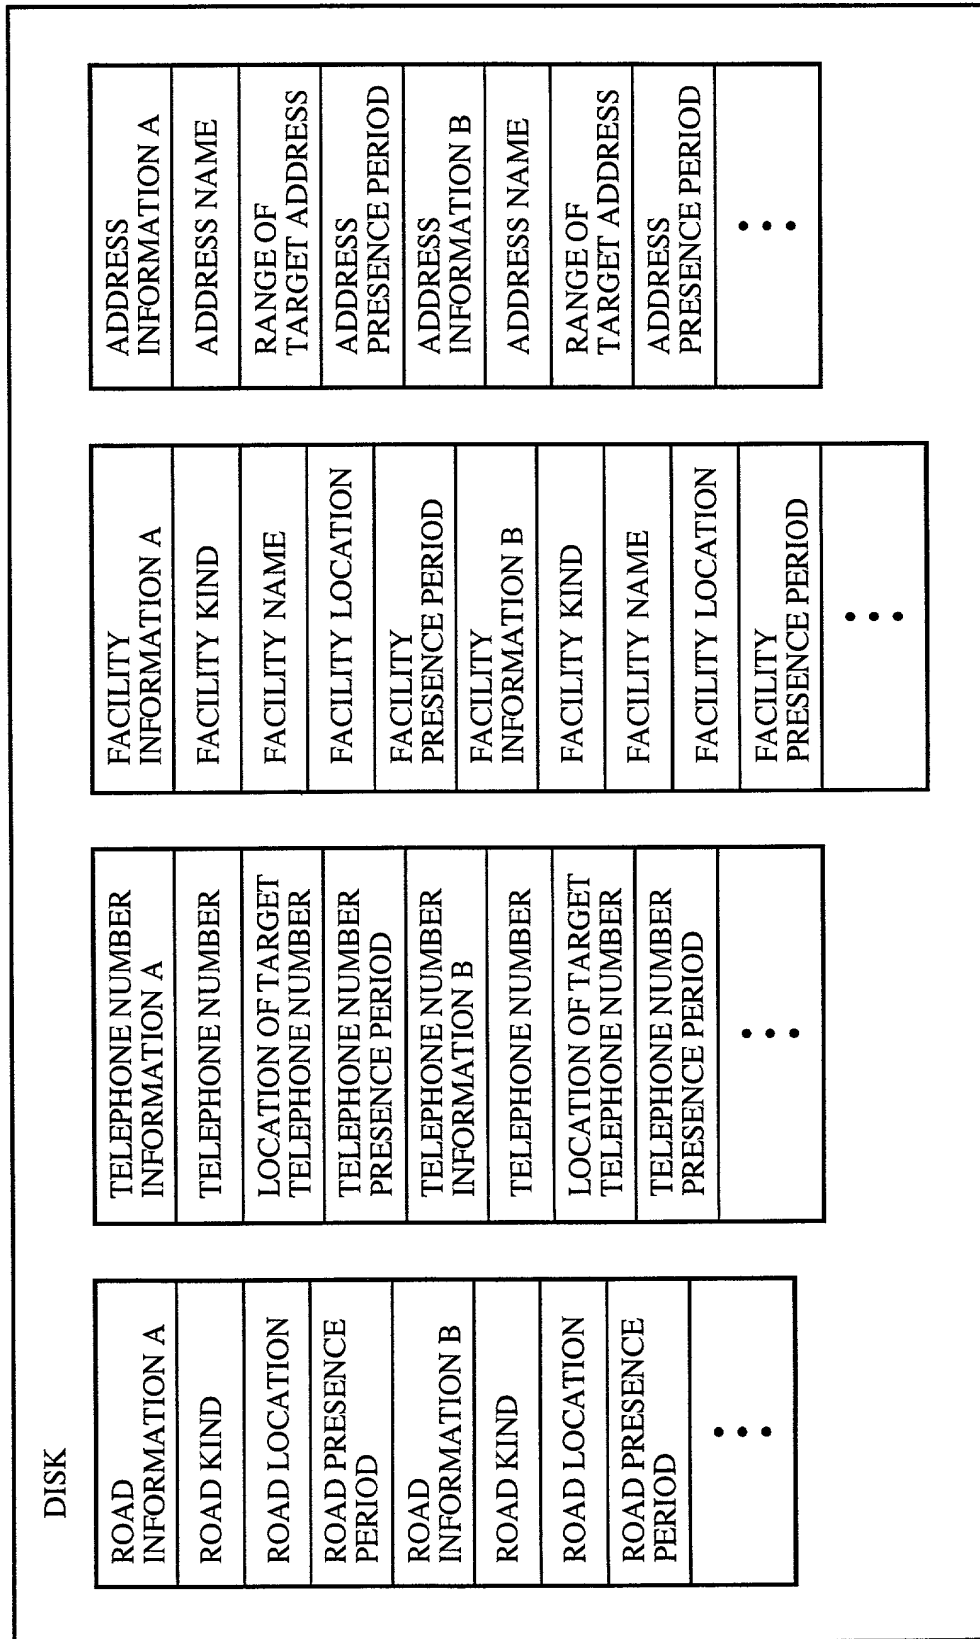 DISK
ROAD
INFORMATION A
ROAD KIND
ROAD LOCATION
ROAD PRESENCE
PERIOD
ROAD
INFORMATION B
ROAD KIND
ROAD LOCATION
ROAD PRESENCE
PERIOD
TELEPHONE NUMBER
INFORMATION A
TELEPHONE NUMBER
LOCATION OF TARGET
TELEPHONE NUMBER
TELEPHONE NUMBER
PRESENCE PERIOD
TELEPHONE NUMBER
INFORMATION B
TELEPHONE NUMBER
LOCATION OF TARGET
TELEPHONE NUMBER
TELEPHONE NUMBER
PRESENCE PERIOD
FACILITY
INFORMATION A
FACILITY KIND
FACILITY NAME
FACILITY LOCATION
FACILITY
PRESENCE PERIOD
FACILITY
INFORMATION B
FACILITY KIND
FACILITY NAME
FACILITY LOCATION
FACILITY
PRESENCE PERIOD
ADDRESS
INFORMATION A
ADDRESS NAME
RANGE OF
TARGET ADDRESS
ADDRESS
PRESENCE PERIOD
ADDRESS
INFORMATION B
ADDRESS NAME
RANGE OF
TARGET ADDRESS
ADDRESS
PRESENCE PERIOD